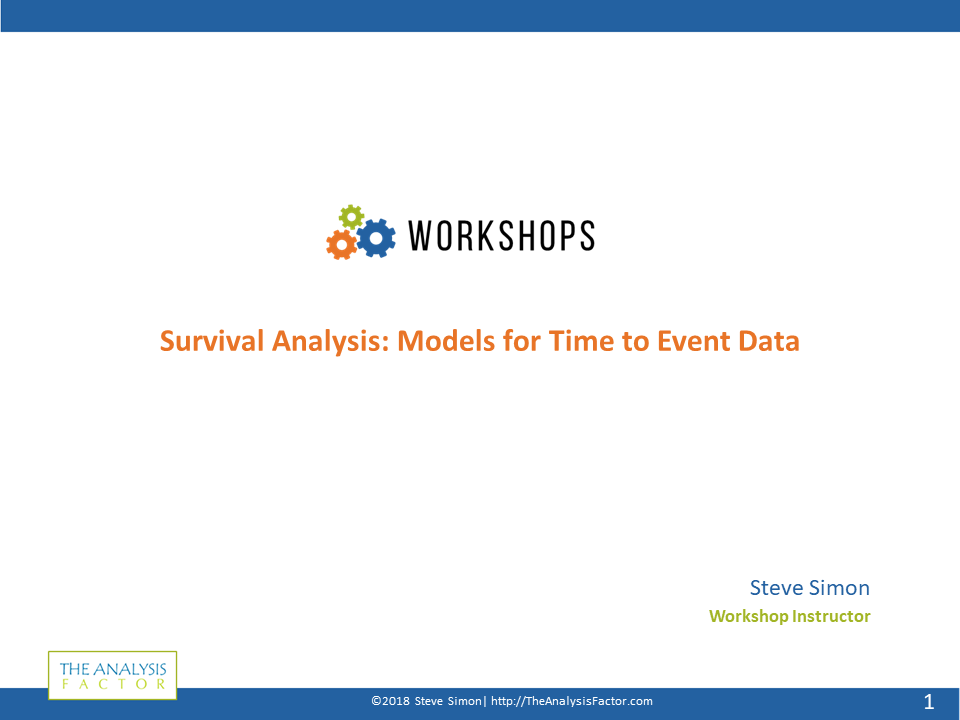 WORKSHOPS
Survival Analysis: Models for Time to Event Data
Steve Simon
Workshop Instructor
THE ANALYSIS
FACTOR
©2018 Steve Simon| http://TheAnalysisFactor.com
1